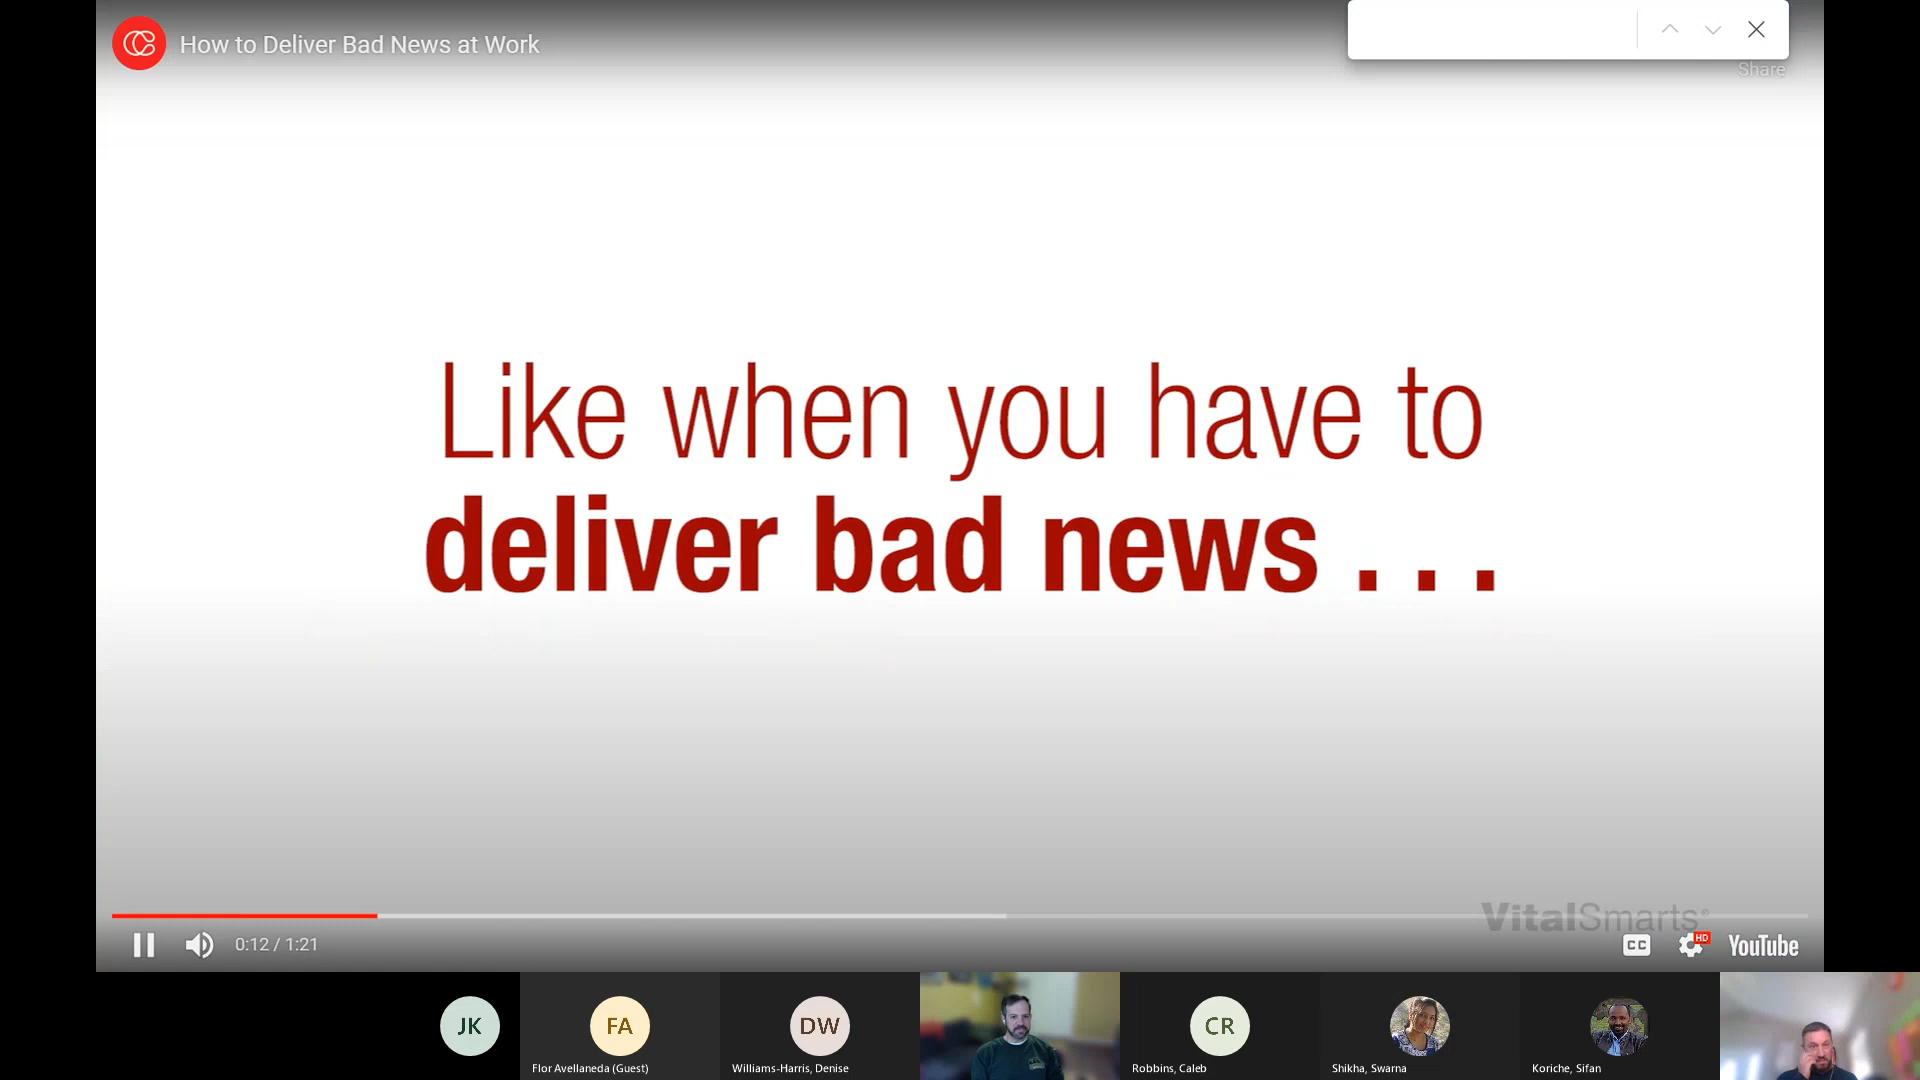 How to Deliver Bad News at Work
Share
Like when you have to
deliver bad news . . .
VitalSmarts®
0:12 / 1:21
CC
HD
YouTube
JK
FA
DW
CR
Flor Avellaneda (Guest)
Williams-Harris, Denise
Robbins, Caleb
Shikha, Swarna
Koriche, Sifan